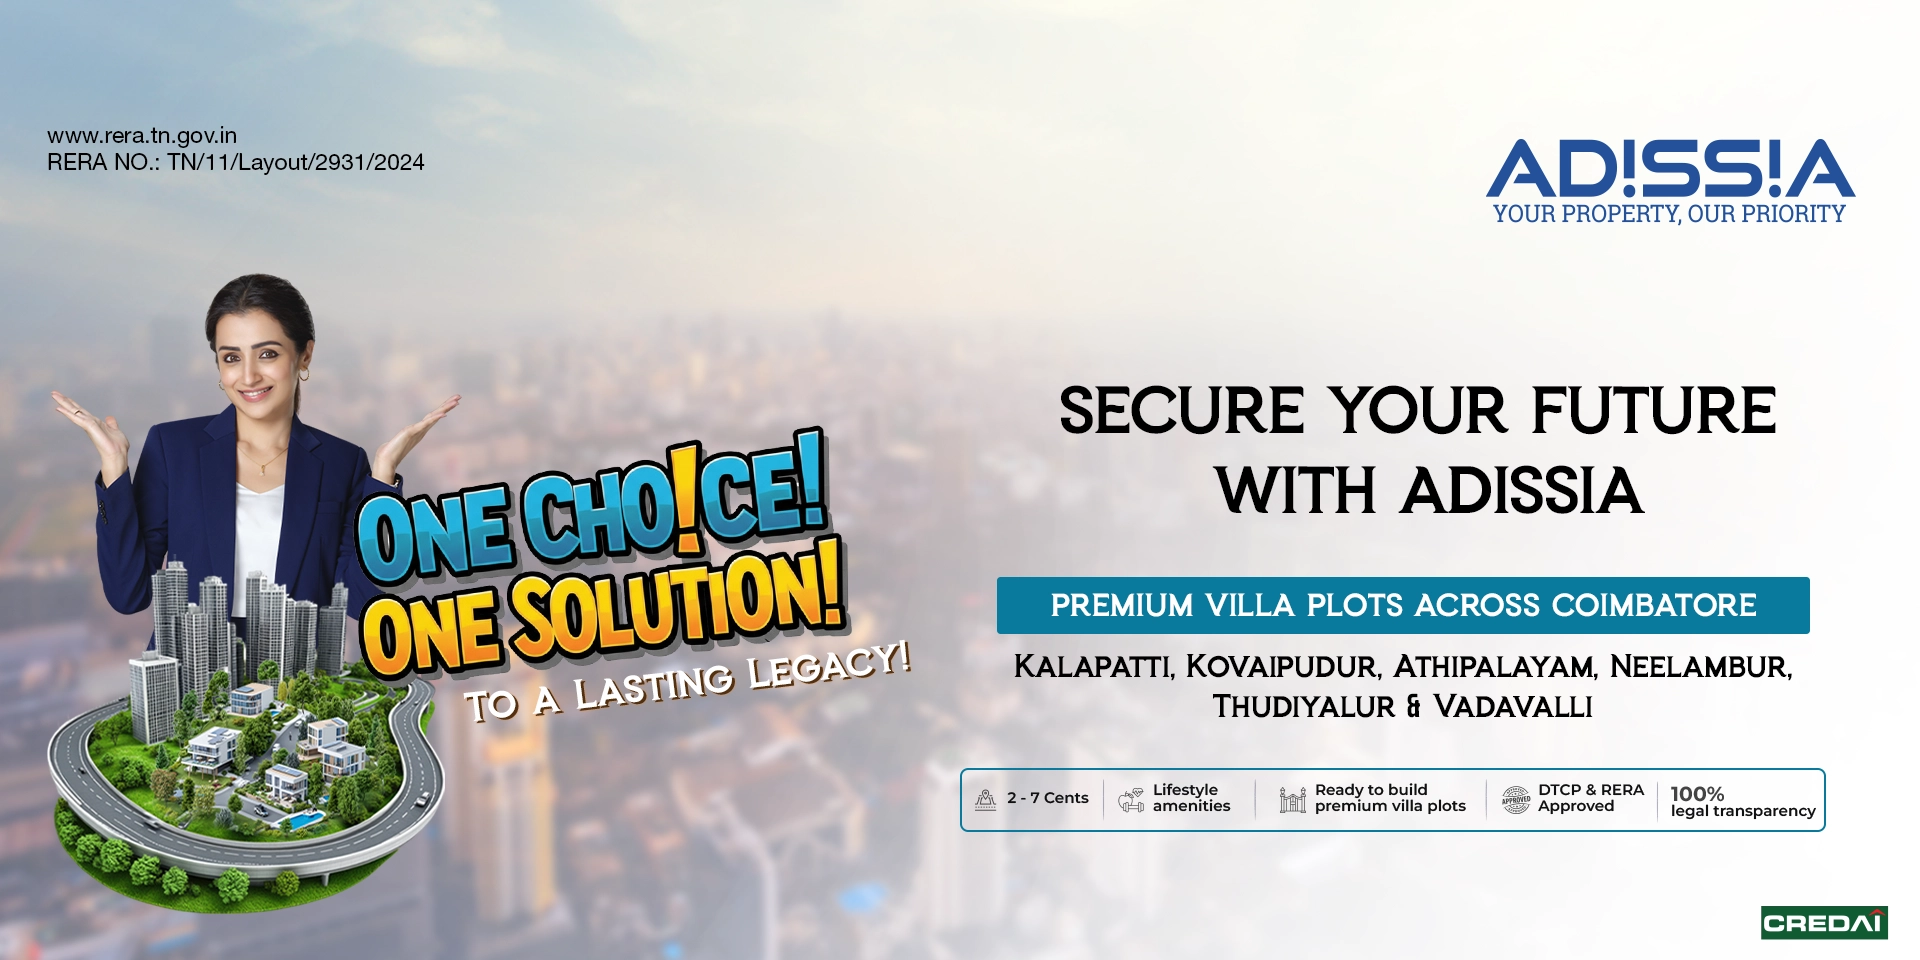 www.rera.tn.gov.in
RERA NO.: TN/11/Layout/2931/2024
AD!SS!A
YOUR PROPERTY, OUR PRIORITY
ONE CHO!CE!
ONE SOLUTION!
TO A LASTING LEGACY!
SECURE YOUR FUTURE
WITH ADISSIA
PREMIUM VILLA PLOTS ACROSS COIMBATORE
KALAPATTI, KOVAIPUDUR, ATHIPALAYAM, NEELAMBUR,
THUDIYALUR & VADAVALLI
2 - 7 Cents
Lifestyle
amenities
Ready to build
premium villa plots
APPROVED
DTCP & RERA
Approved
100%
legal transparency
CREDAI